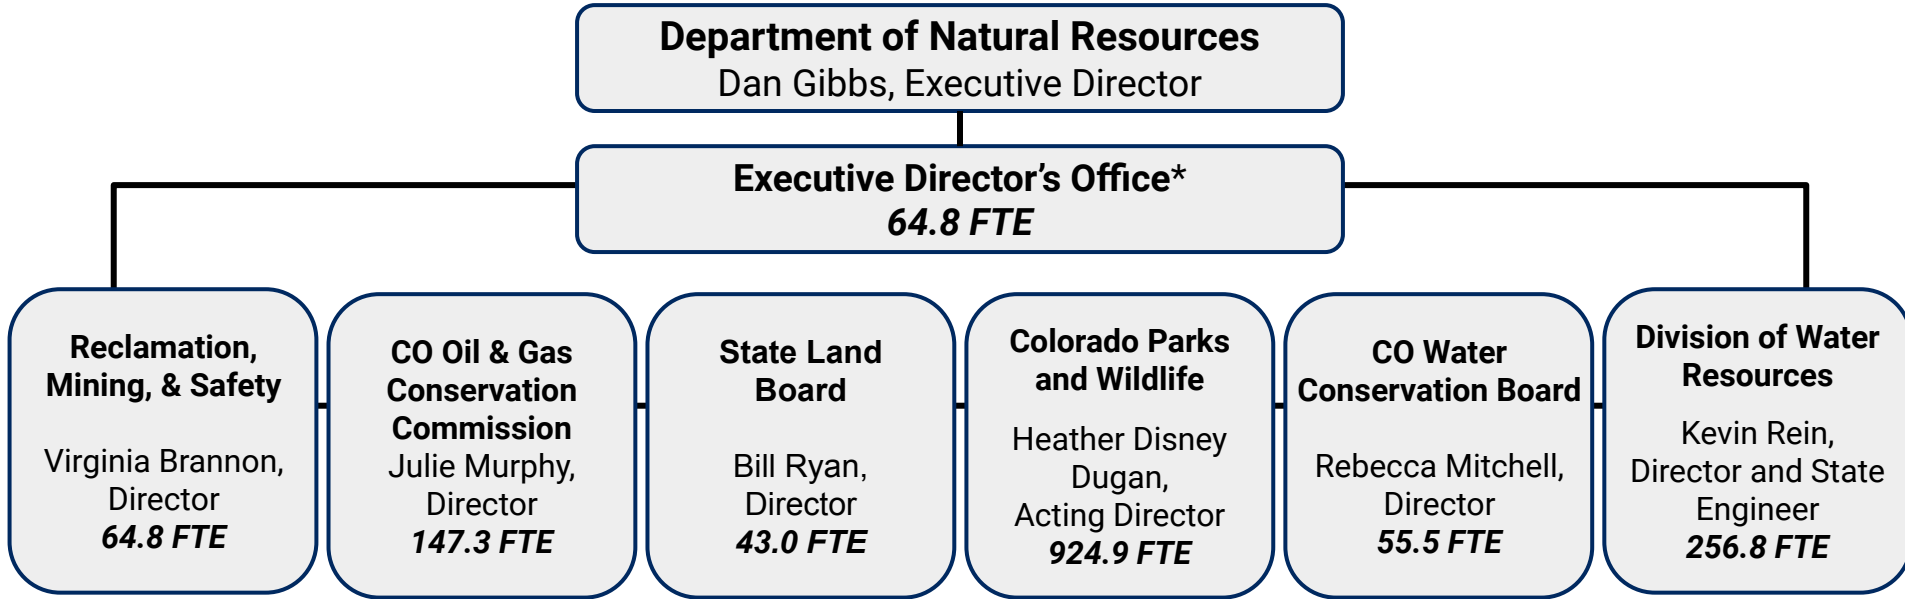 Department of Natural Resources
Dan Gibbs, Executive Director
Executive Director’s Office*
64.8 FTE
Reclamation,
Mining, & Safety
Virginia Brannon,
Director
64.8 FTE
CO Oil & Gas
Conservation
Commission
Julie Murphy,
Director
147.3 FTE
State Land
Board
Bill Ryan,
Director
43.0 FTE
Colorado Parks
and Wildlife
Heather Disney
Dugan,
Acting Director
924.9 FTE
CO Water
Conservation Board
Rebecca Mitchell,
Director
55.5 FTE
Division of Water
Resources
Kevin Rein,
Director and State
Engineer
256.8 FTE